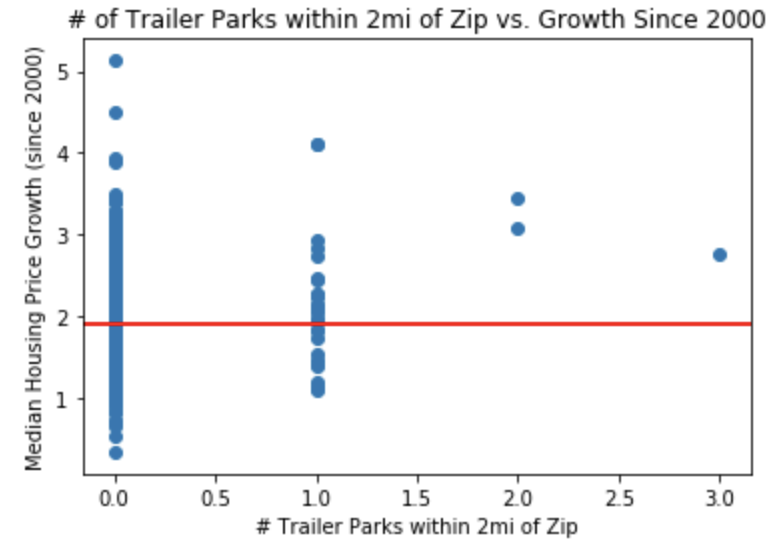 # of Trailer Parks within 2mi of Zip vs. Growth Since 2000
Median Housing Price Growth (since 2000)
5
4
3
2
1
0.0 0.5 1.0 1.5 2.0 2.5 3.0
# Trailer Parks within 2mi of Zip